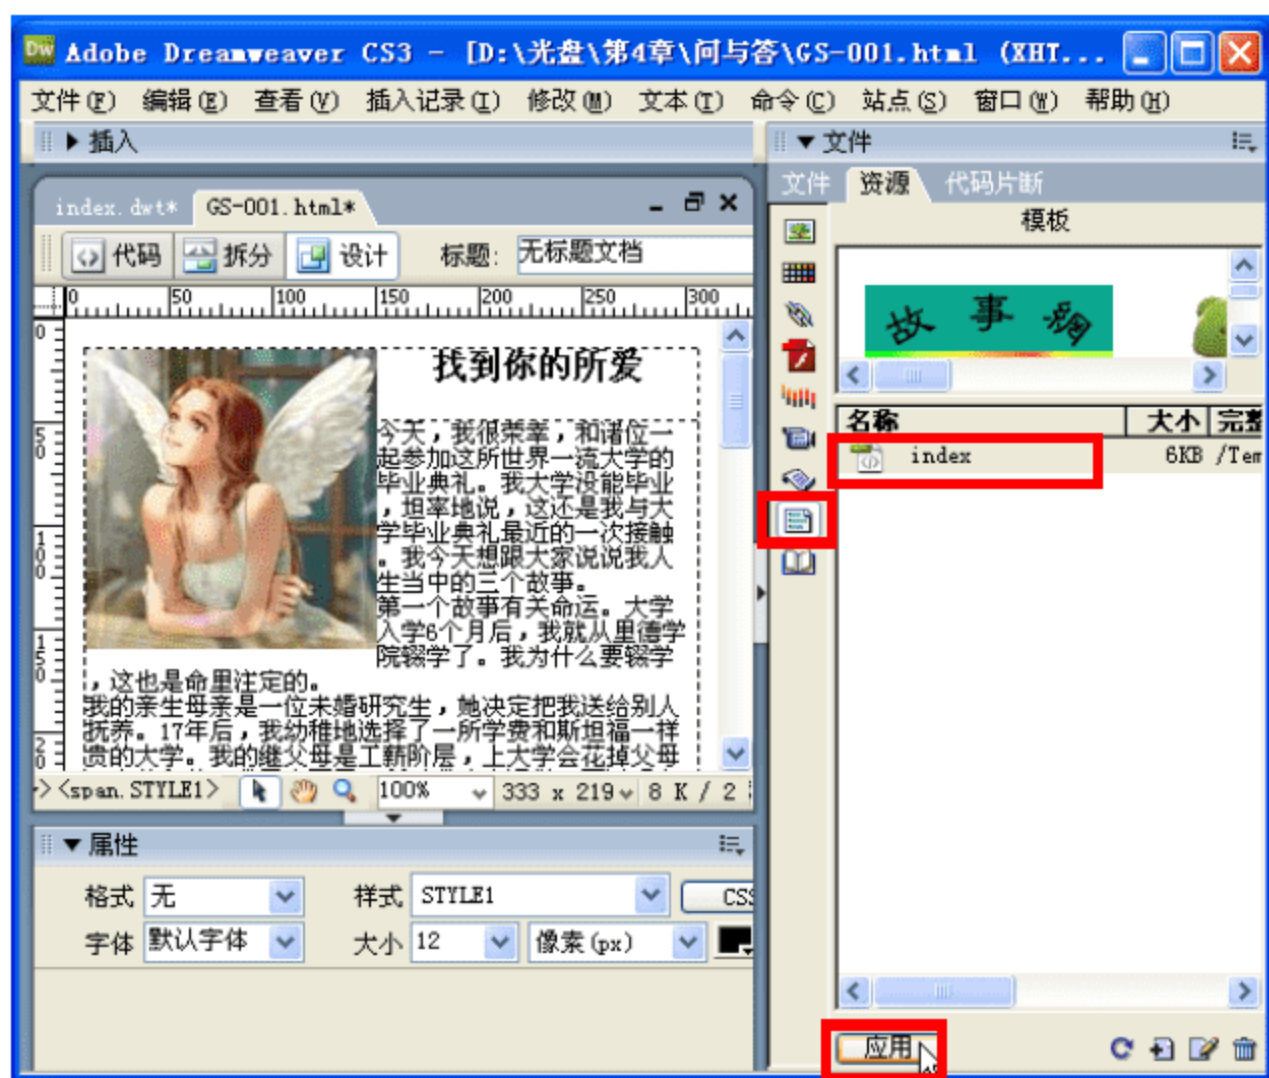 Dw Adobe Dreamweaver CS3 - [D:\光盘\第4章\问与答\GS-001.html (XHT...
文件(F) 编辑(E) 查看(V) 插入记录(I) 修改(M) 文本(T) 命令(C) 站点(S) 窗口(W) 帮助(H)
插入
文件
文件 资源 代码片断
index.dwt* GS-001.html*
模板
代码 拆分 设计 标题: 无标题文档
0 50 100 150 200 250 300
故事網
名称 大小 完整
index 6KB /Tem
找到你的所爱
今天，我很荣幸，和诸位一
起参加这所世界一流大学的
毕业典礼。我大学没能毕业
，坦率地说，这还是我与大
学毕业典礼最近的一次接触
。我今天想跟大家说说我人
生当中的三个故事。
第一个故事有关命运。大学
入学6个月后，我就从里德学
院辍学了。我为什么要辍学
，这也是命里注定的。
我的亲生母亲是一位未婚研究生，她决定把我送给别人
抚养。17年后，我幼稚地选择了一所学费和斯坦福一样
贵的大学。我的继父母是工薪阶层，上大学会花掉父母
0
50
100
150
20
> <span.STYLE1> 100% 333 x 219 8 K / 2
属性
格式 无 样式 STYLE1 CSS
字体 默认字体 大小 12 像素(px)
应用